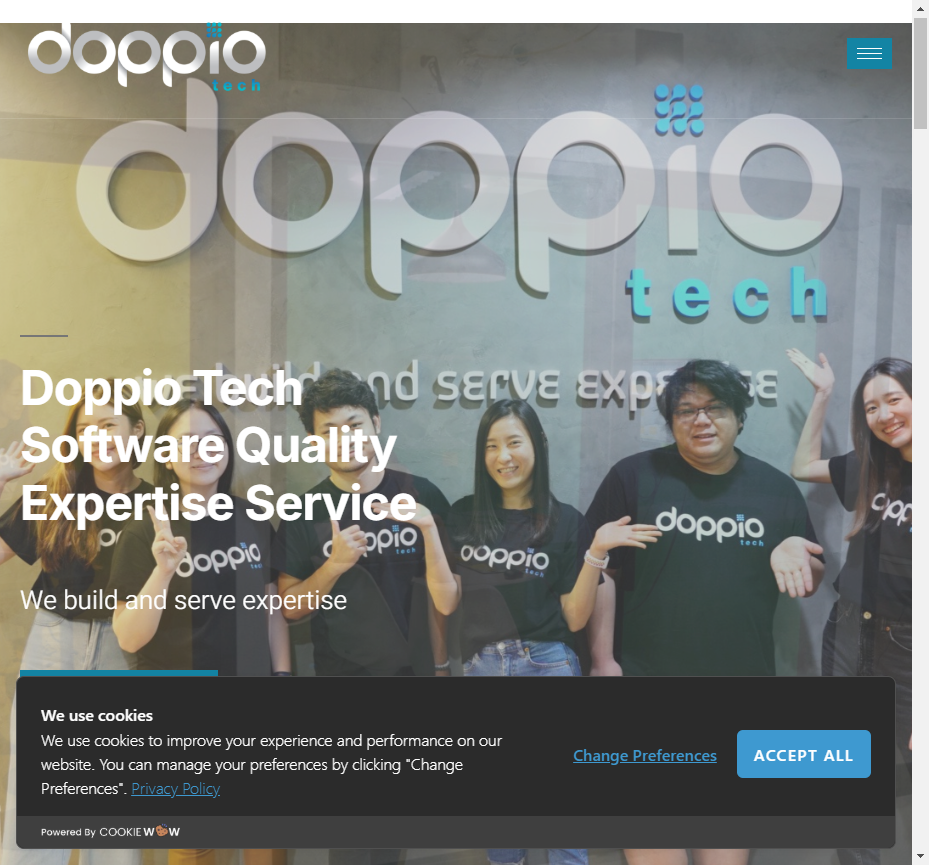 doppio
tech
doppio
tech
we build and serve expertise
Doppio Tech
Software Quality
Expertise Service
doppio
tech
doppio
tech
doppio
tech
We build and serve expertise
We use cookies
We use cookies to improve your experience and performance on our
website. You can manage your preferences by clicking "Change
Preferences". Privacy Policy
Change Preferences
ACCEPT ALL
Powered By COOKIE WOW